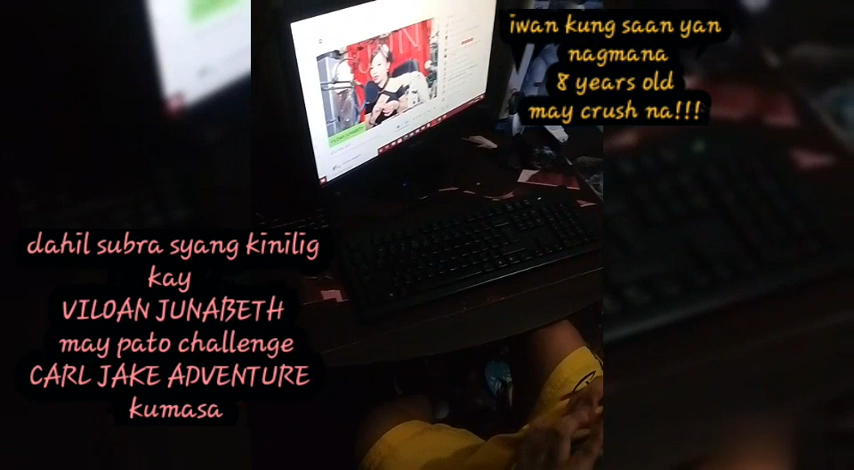 iwan kung saan yan
nagmana
8 years old
may crush na!!!
dahil subra syang kinilig
kay
VILOAN JUNABETH
may pato challenge
CARL JAKE ADVENTURE
kumasa